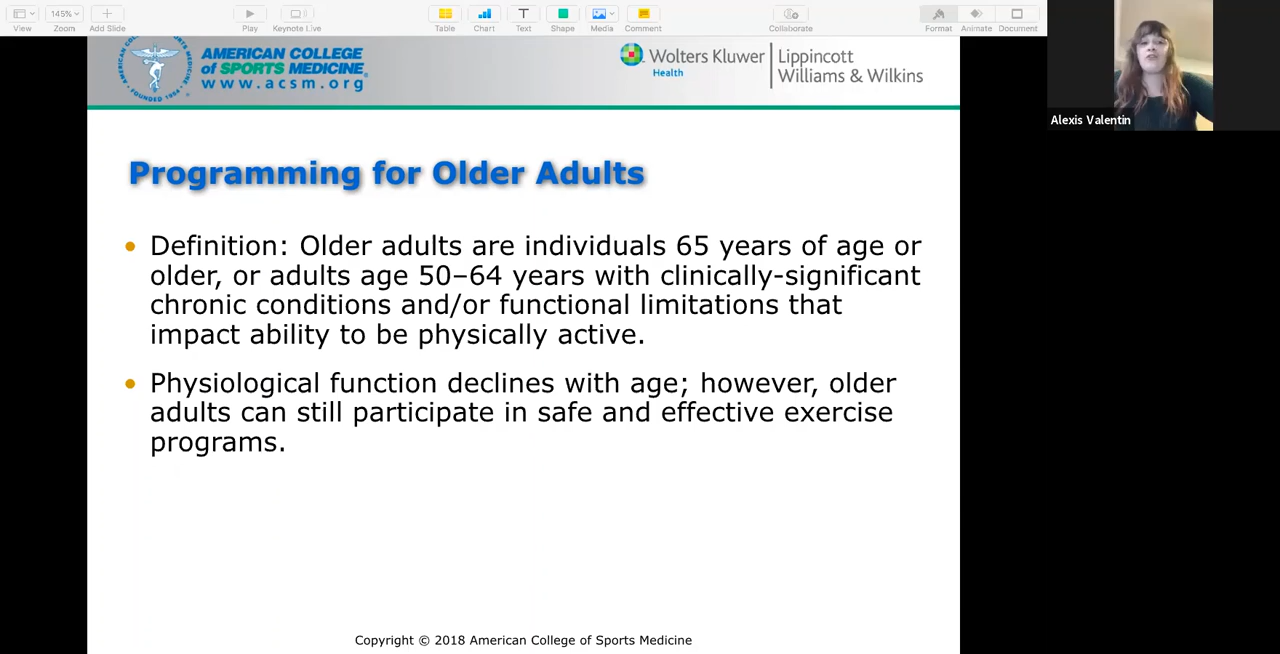 View
145%
Zoom
Add Slide
Play
Keynote Live
Table
Chart
Text
Shape
Media
Comment
Collaborate
Format
Animate
Document
AMERICAN COLLEGE
of SPORTS MEDICINE
www.acsm.org
Wolters Kluwer
Health
Lippincott
Williams & Wilkins
Alexis Valentin
Programming for Older Adults
• Definition: Older adults are individuals 65 years of age or
older, or adults age 50–64 years with clinically-significant
chronic conditions and/or functional limitations that
impact ability to be physically active.
• Physiological function declines with age; however, older
adults can still participate in safe and effective exercise
programs.
Copyright © 2018 American College of Sports Medicine